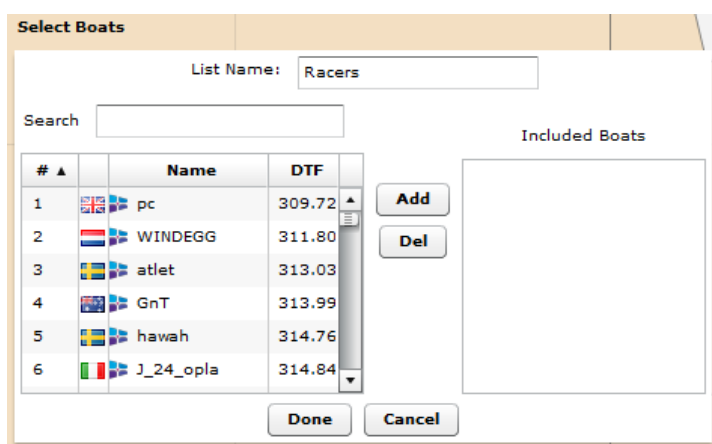 Select Boats
List Name: Racers
Search
Included Boats
# ▲ Name DTF
1 pc 309.72
2 WINDEGG 311.80
3 atlet 313.03
4 GnT 313.99
5 hawah 314.76
6 J_24_opla 314.84
Add
Del
Done Cancel